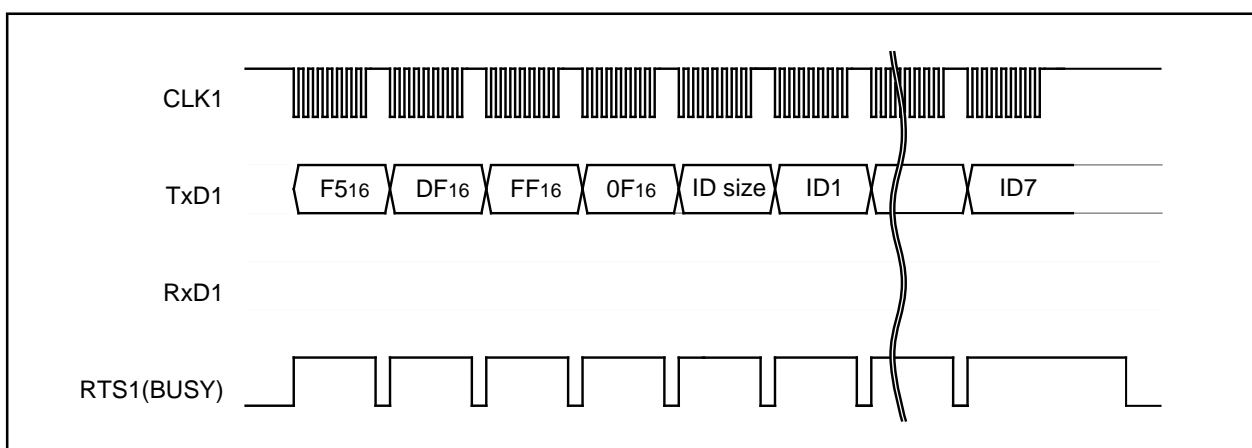 CLK1
TxD1
F516 DF16 FF16 0F16 ID size ID1 ID7
RxD1
RTS1(BUSY)